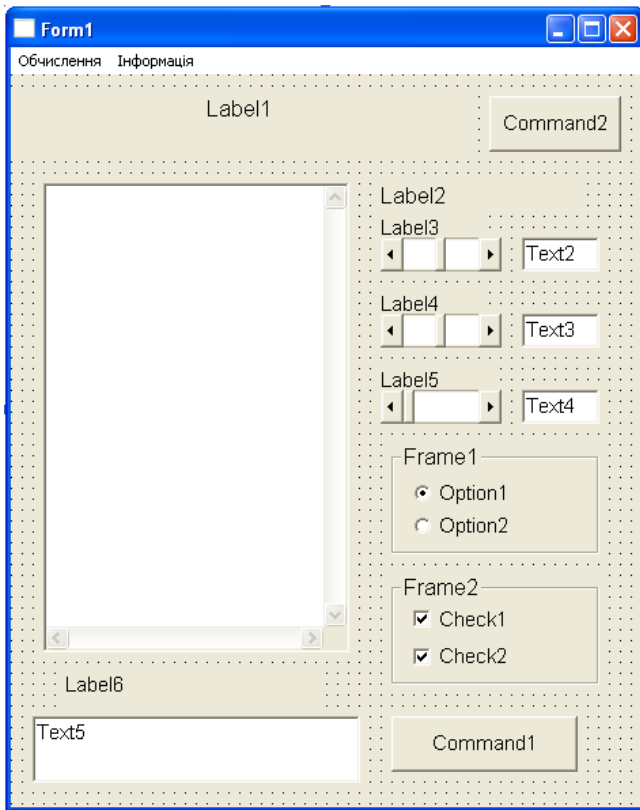 Form1
Обчислення Інформація
Label1
Command2
Label2
Label3
Text2
Label4
Text3
Label5
Text4
Frame1
Option1
Option2
Frame2
Check1
Check2
Label6
Text5
Command1